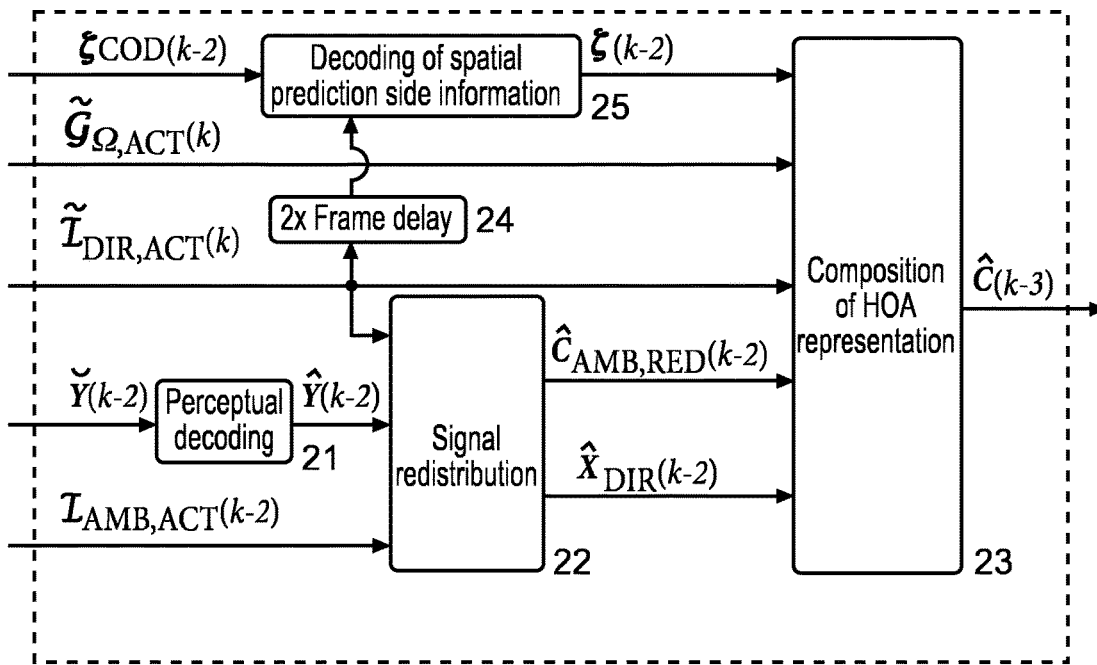 ζCOD(k-2)
Decoding of spatial
prediction side information
ζ(k-2)
25
G̃Ω,ACT(k)
2x Frame delay
24
ĨDIR,ACT(k)
Composition
of HOA
representation
Ĉ(k-3)
ĈAMB,RED(k-2)
Y̆(k-2)
Perceptual
decoding
Ŷ(k-2)
21
Signal
redistribution
X̂DIR(k-2)
IAMB,ACT(k-2)
22
23